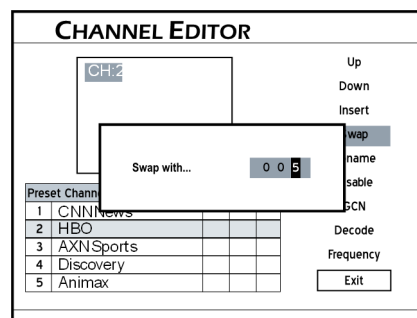 CHANNEL EDITOR
CH:2
Up
Down
Insert
wap
name
sable
GCN
Decode
Frequency
Exit
Swap with... 0 0 5
Preset Chann
1 CNNNews
2 HBO
3 AXNSports
4 Discovery
5 Animax